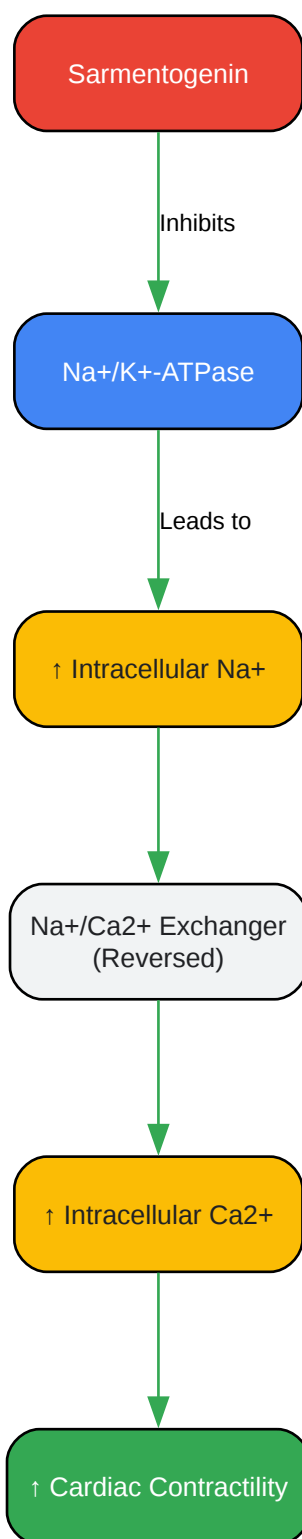 Sarmentogenin
Inhibits
Na+/K+-ATPase
Leads to
↑ Intracellular Na+
Na+/Ca2+ Exchanger
(Reversed)
↑ Intracellular Ca2+
↑ Cardiac Contractility